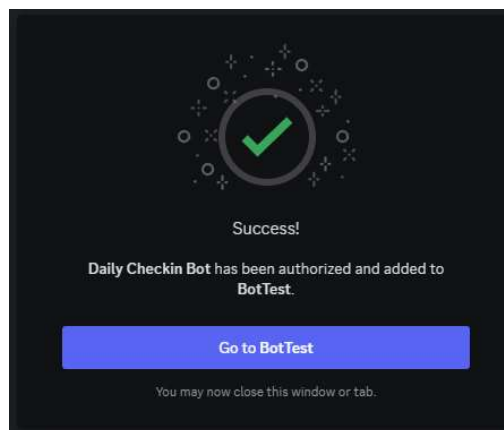 Success!
Daily Checkin Bot has been authorized and added to
BotTest.
Go to BotTest
You may now close this window or tab.